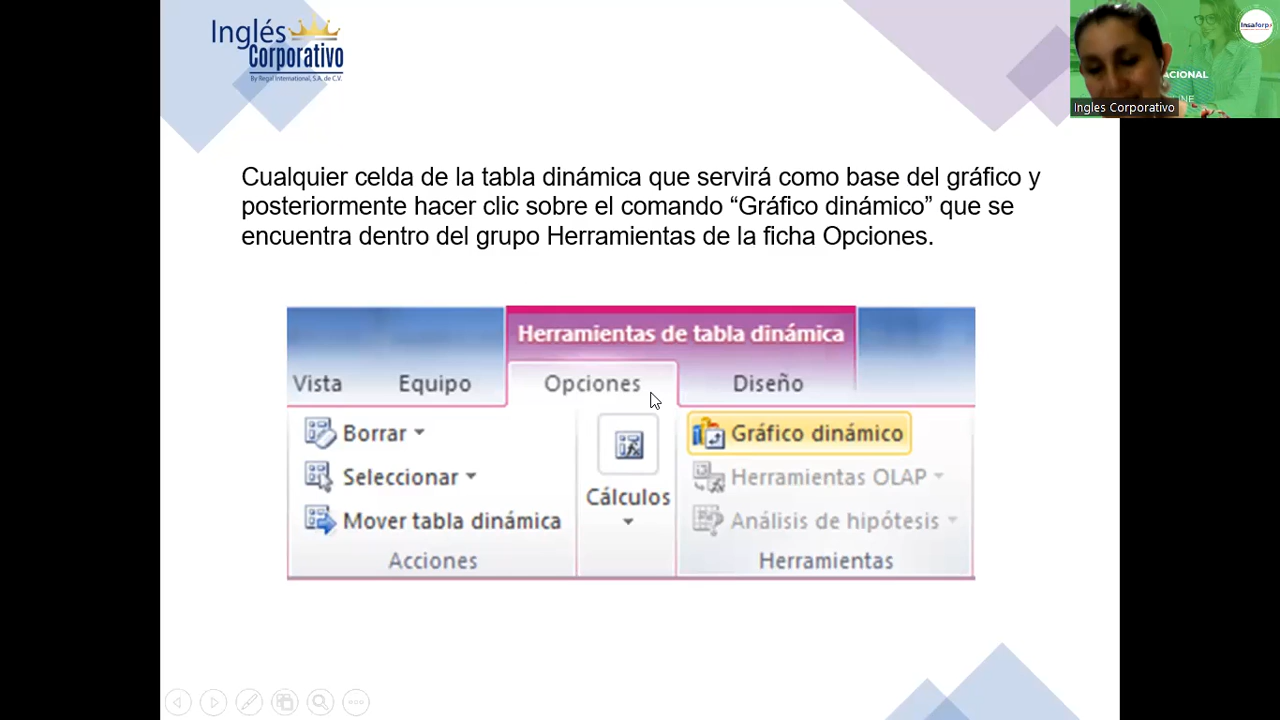 Inglés
Corporativo
By Regal International, S.A. de C.V.
Insaforp
ACIONAL
INE
Ingles Corporativo
Cualquier celda de la tabla dinámica que servirá como base del gráfico y
posteriormente hacer clic sobre el comando “Gráfico dinámico” que se
encuentra dentro del grupo Herramientas de la ficha Opciones.
Herramientas de tabla dinámica
Vista Equipo Opciones Diseño
Borrar
Seleccionar
Mover tabla dinámica
Acciones
Cálculos
Gráfico dinámico
Herramientas OLAP
Análisis de hipótesis
Herramientas